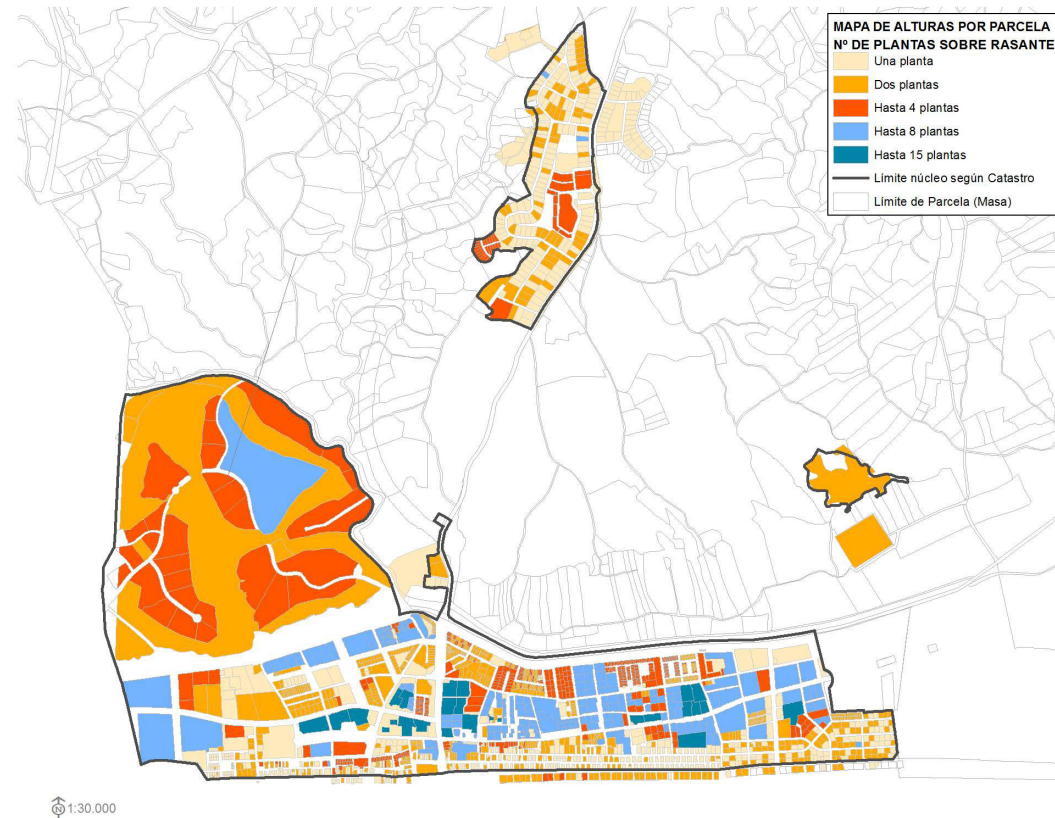 MAPA DE ALTURAS POR PARCELA
Nº DE PLANTAS SOBRE RASANTE
Una planta
Dos plantas
Hasta 4 plantas
Hasta 8 plantas
Hasta 15 plantas
Límite núcleo según Catastro
Límite de Parcela (Masa)
N 1:30.000